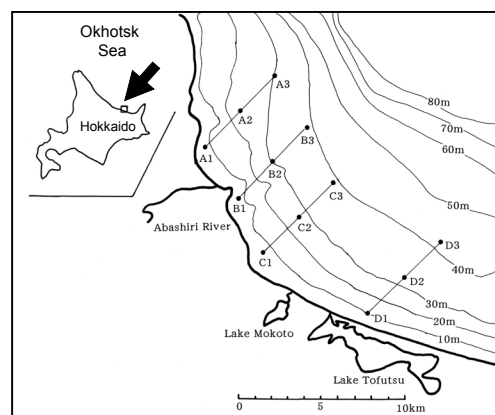 Okhotsk
Sea
Hokkaido
A3
A2
A1
B3
B2
B1
C3
C2
C1
D3
D2
D1
80m
70m
60m
50m
40m
30m
20m
10m
Abashiri River
Lake Mokoto
Lake Tofutsu
0 5 10km